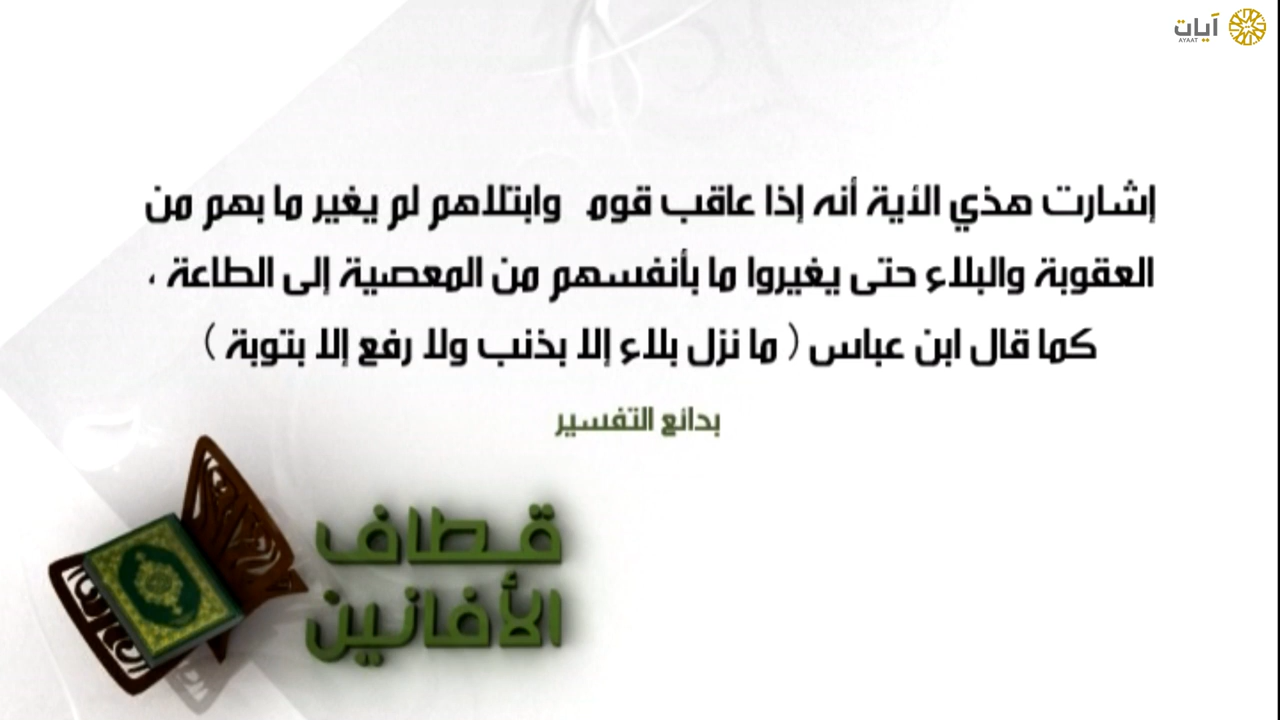 آيات
AYAAT
إشارت هذي الأية أنه إذا عاقب قوم وابتلاهم لم يغير ما بهم من
العقوبة والبلاء حتى يغيروا ما بأنفسهم من المعصية إلى الطاعة ،
كما قال ابن عباس ( ما نزل بلاء إلا بذنب ولا رفع إلا بتوبة )
بدائع التفسير
قطاف
الأفانين